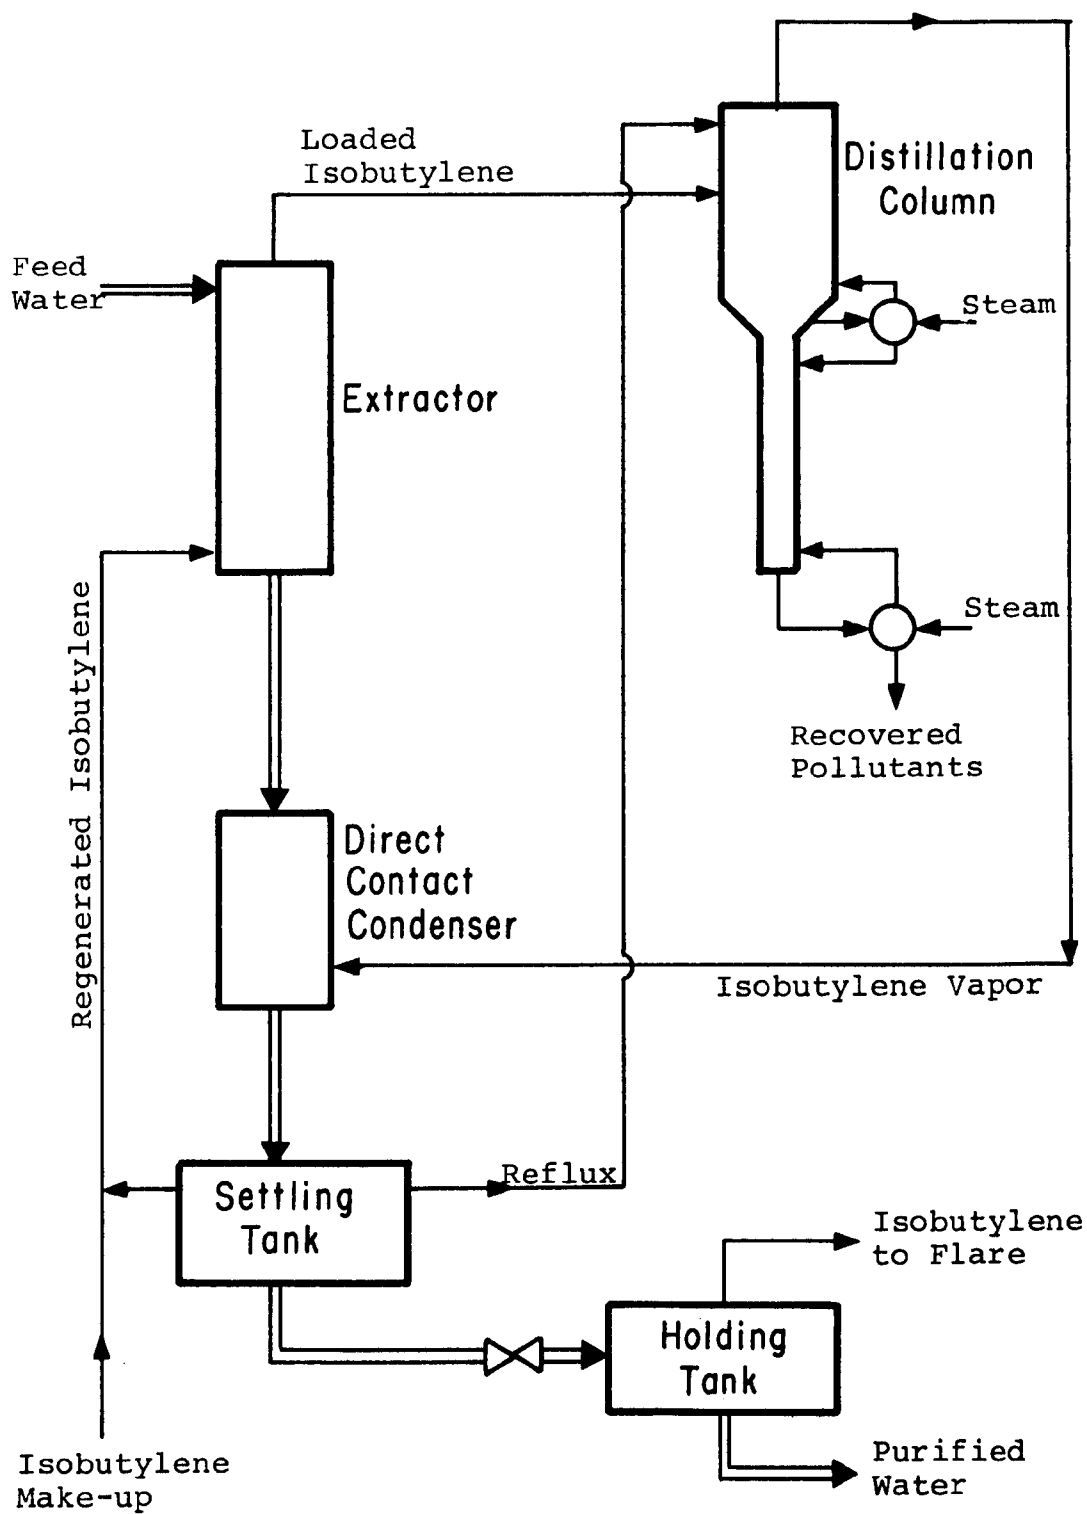 Loaded
Isobutylene
Distillation
Column
Feed
Water
Steam
Extractor
Regenerated Isobutylene
Steam
Recovered
Pollutants
Direct
Contact
Condenser
Isobutylene Vapor
Reflux
Settling
Tank
Isobutylene
to Flare
Holding
Tank
Isobutylene
Make-up
Purified
Water